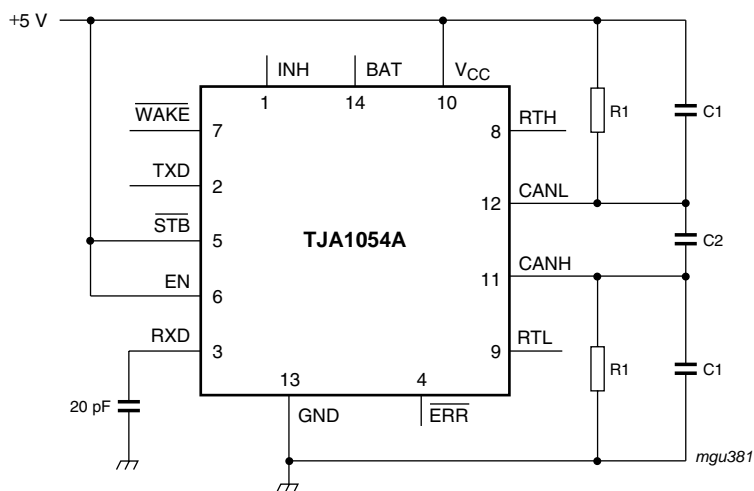 +5 V
INH
BAT
VCC
1
14
10
WAKE
7
8
RTH
R1
C1
TXD
2
12
CANL
STB
5
TJA1054A
C2
EN
6
11
CANH
RXD
3
9
RTL
R1
C1
20 pF
13
4
GND
ERR
mgu381